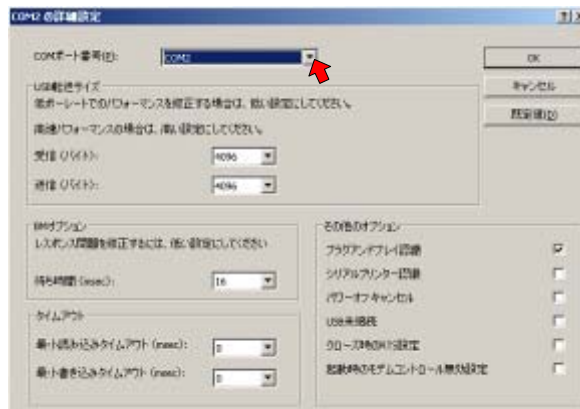 COM2 の詳細設定
COMポート番号(P):
COM2
OK
キャンセル
既定値(D)
USB転送サイズ
低ボーレートでのパフォーマンスを修正する場合は、低い設定にしてください。
高速パフォーマンスの場合は、高い設定にしてください。
受信 (バイト):
4096
送信 (バイト):
4096
BMオプション
レスポンス問題を修正するには、低い設定にしてください
待ち時間 (msec):
16
タイムアウト
最小読み込みタイムアウト (msec):
0
最小書き込みタイムアウト (msec):
0
その他のオプション
プラグアンドプレイ認識
シリアルプリンター認識
パワーオフ キャンセル
USB未接続
クローズ時のRTS設定
起動時のモデムコントロール無効設定